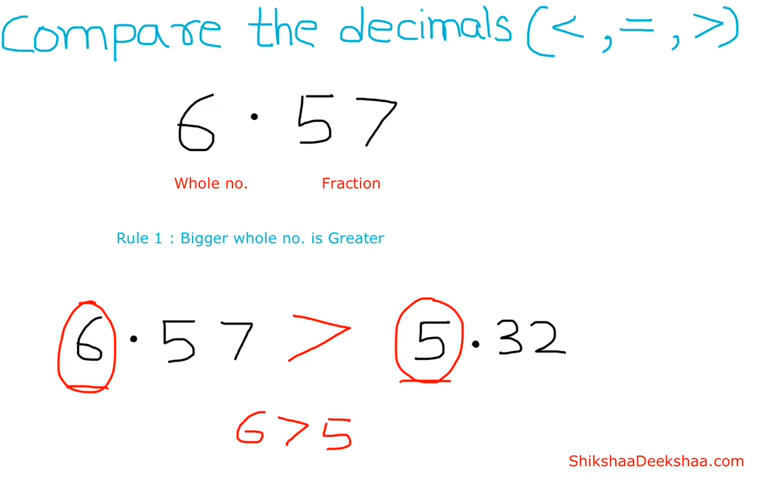 Compare the decimals (<,=,>)
6.57
Whole no. Fraction
Rule 1 : Bigger whole no. is Greater
6.57 > 5.32
6>5
ShikshaaDeekshaa.com